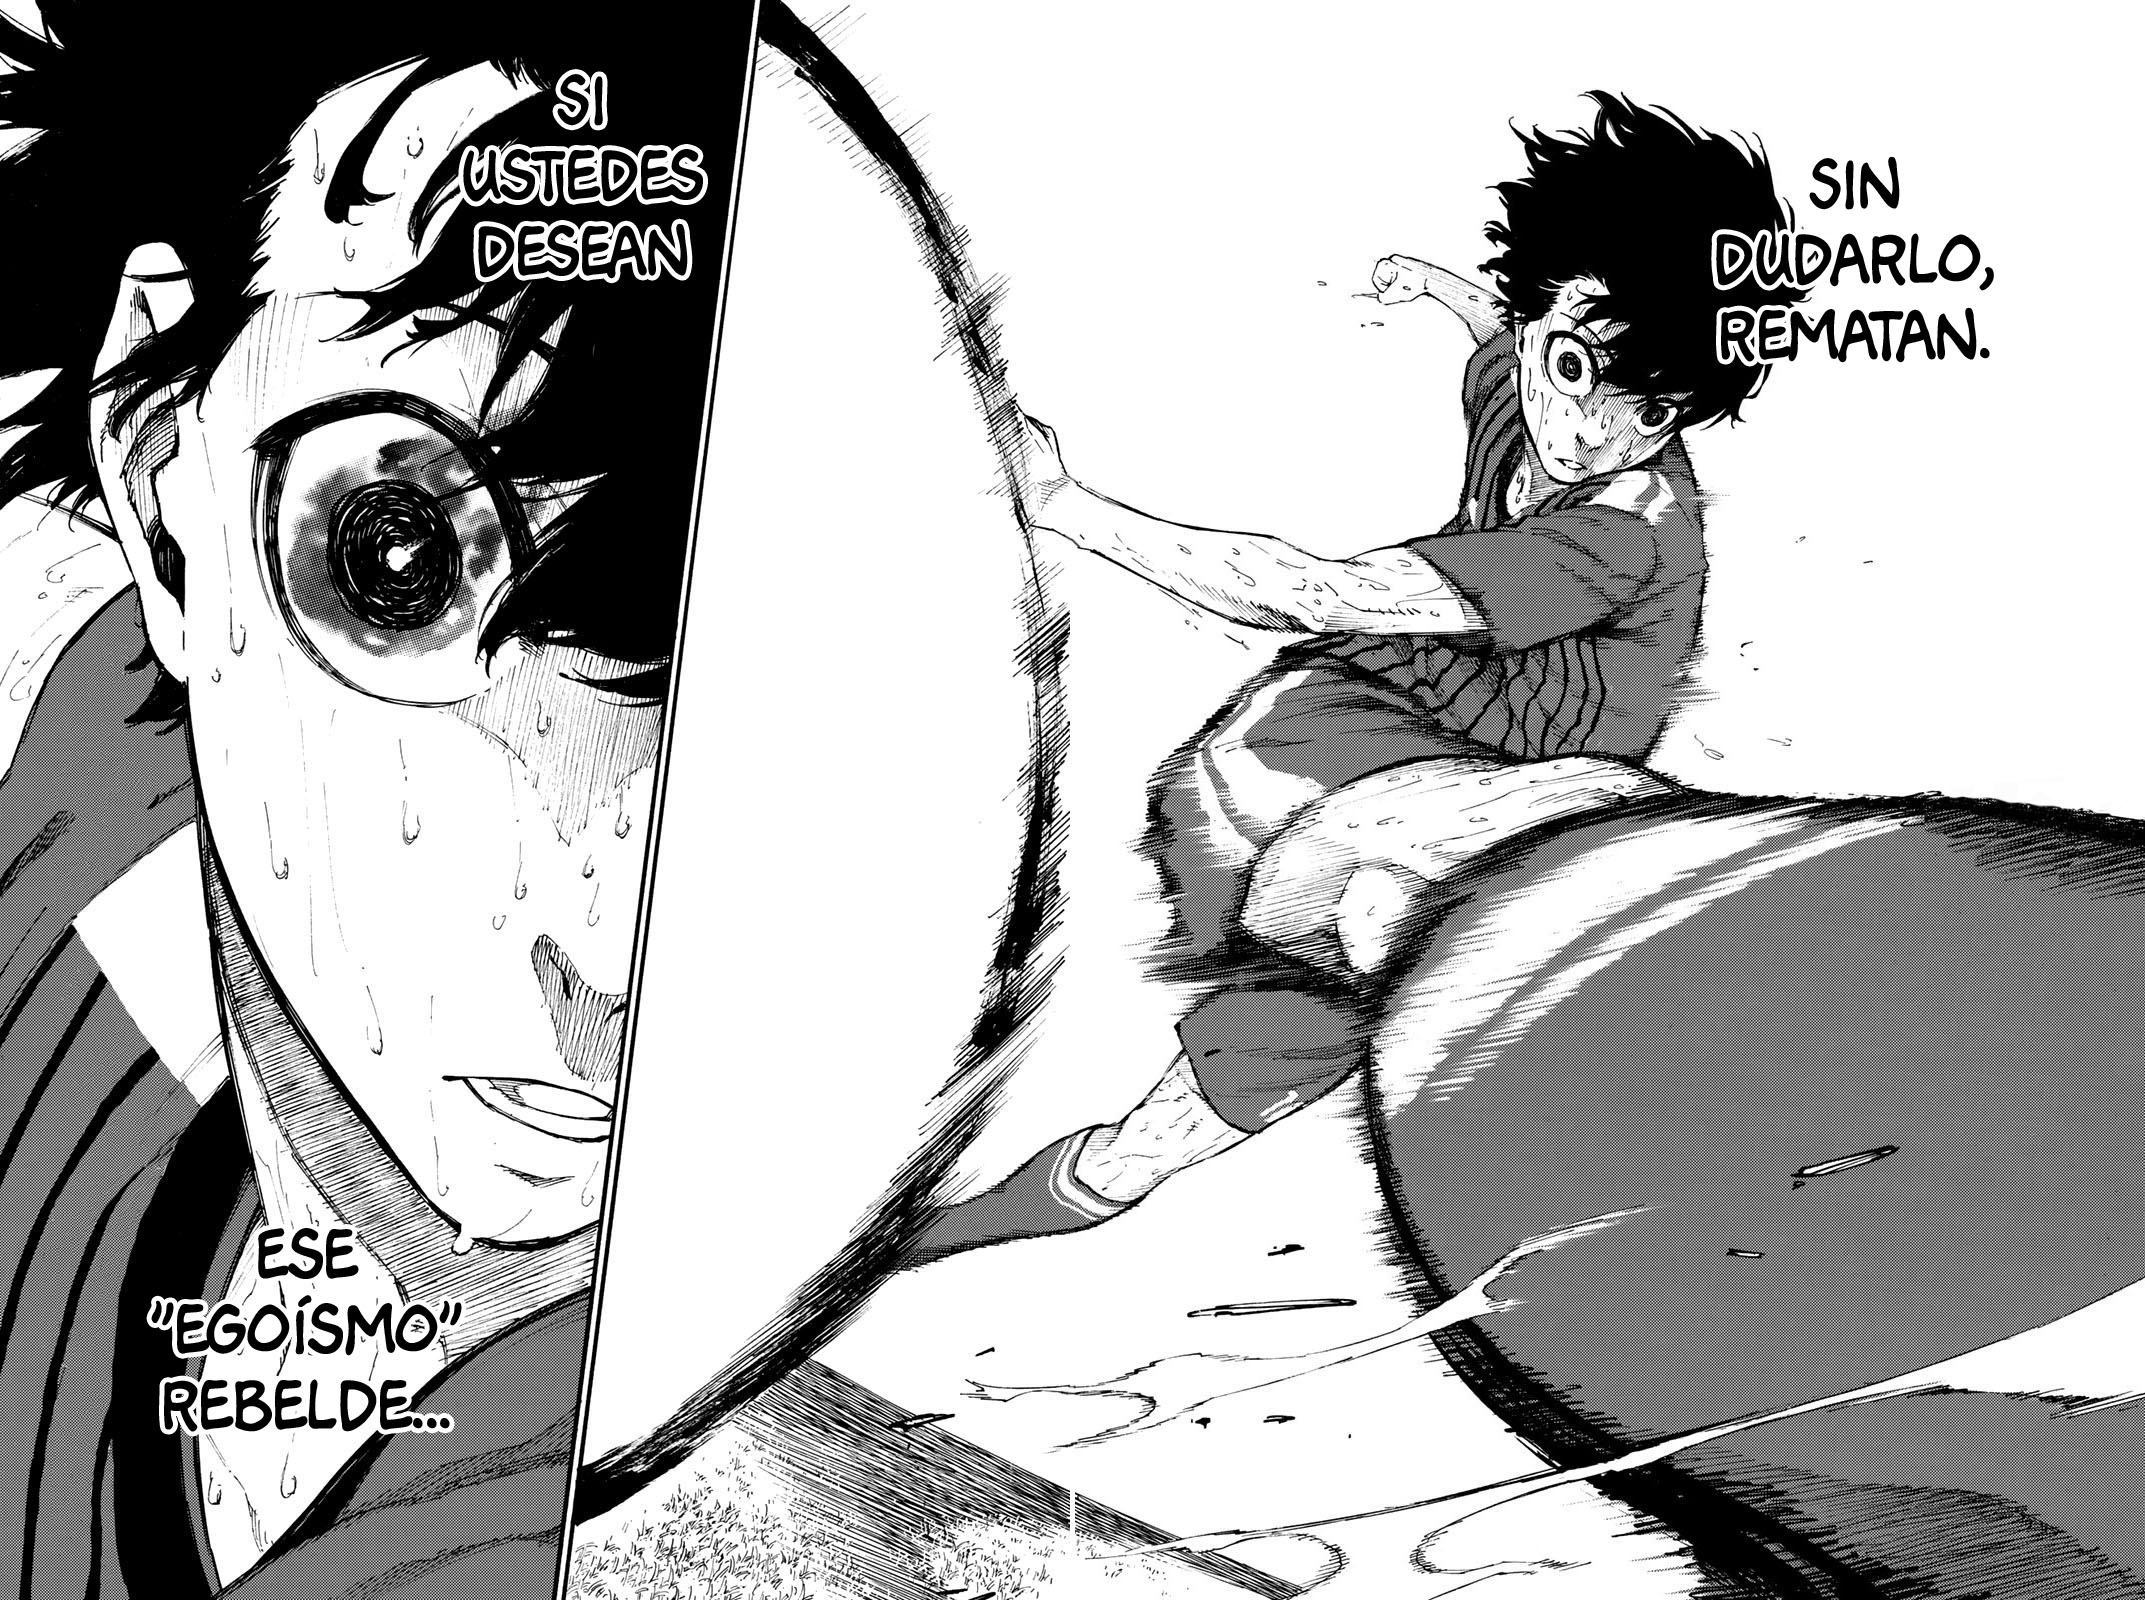 SIN
DUDARLO,
REMATAN.
SI
USTEDES
DESEAN
ESE
"EGOÍSMO"
REBELDE...